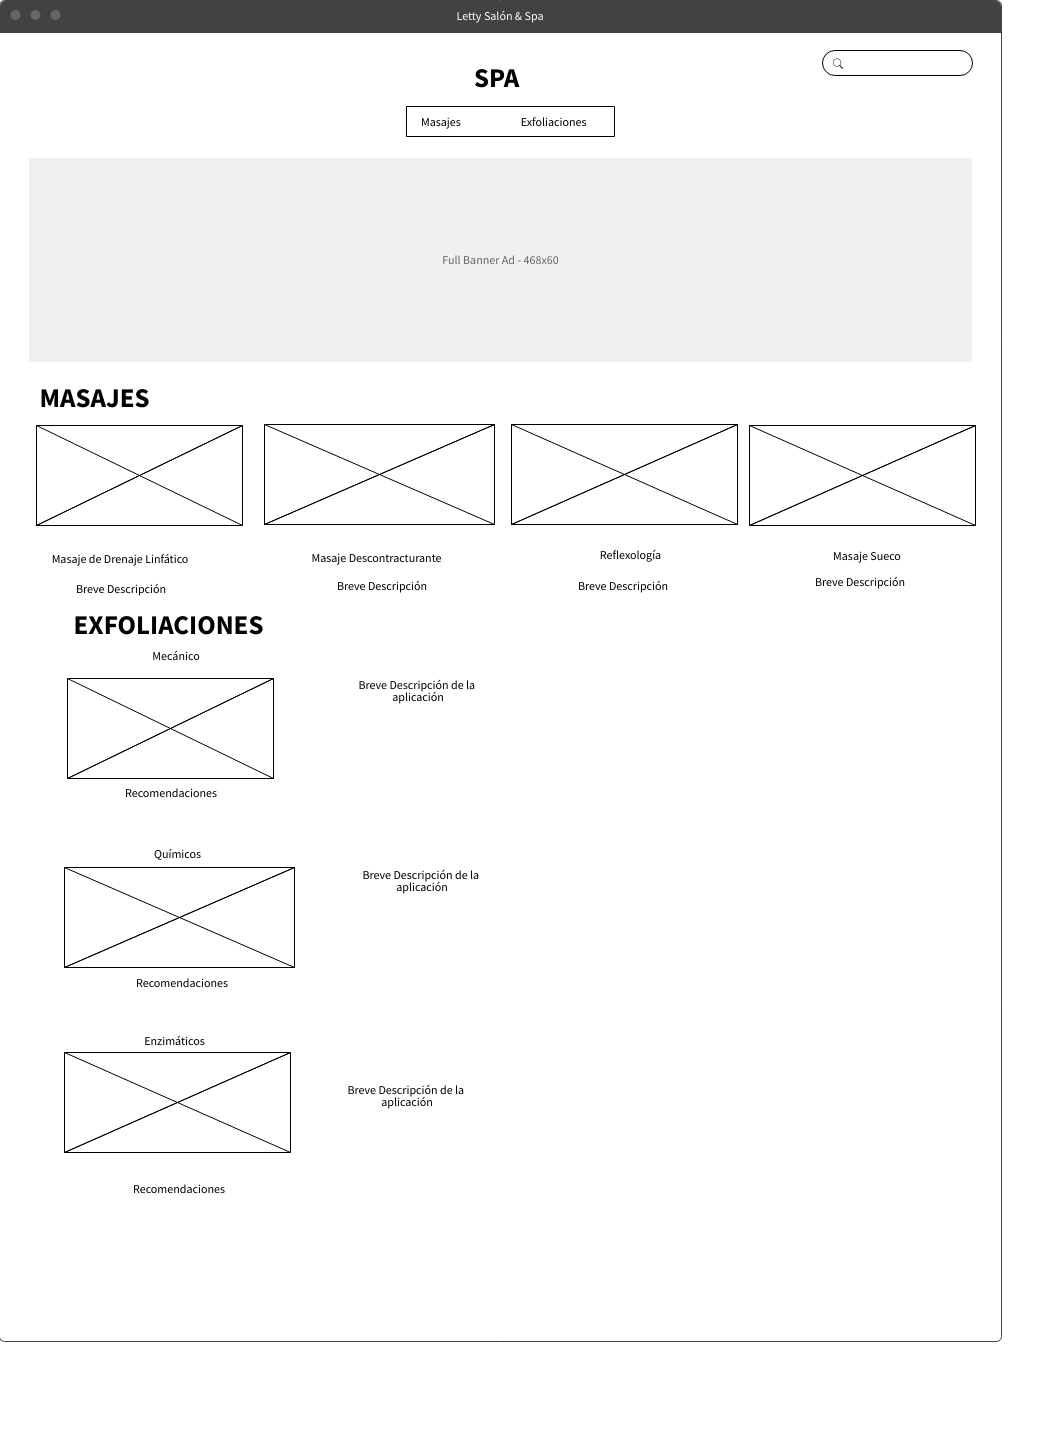 Letty Salón & Spa
SPA
Masajes
Exfoliaciones
Full Banner Ad - 468x60
MASAJES
Masaje de Drenaje Linfático
Breve Descripción
Masaje Descontracturante
Breve Descripción
Reflexología
Breve Descripción
Masaje Sueco
Breve Descripción
EXFOLIACIONES
Mecánico
Breve Descripción de la
aplicación
Recomendaciones
Químicos
Breve Descripción de la
aplicación
Recomendaciones
Enzimáticos
Breve Descripción de la
aplicación
Recomendaciones